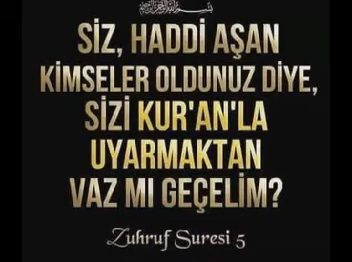 SİZ, HADDİ AŞAN
KİMSELER OLDUNUZ DİYE,
SİZİ KUR'AN'LA
UYARMAKTAN
VAZ MI GEÇELİM?
Zuhruf Suresi 5